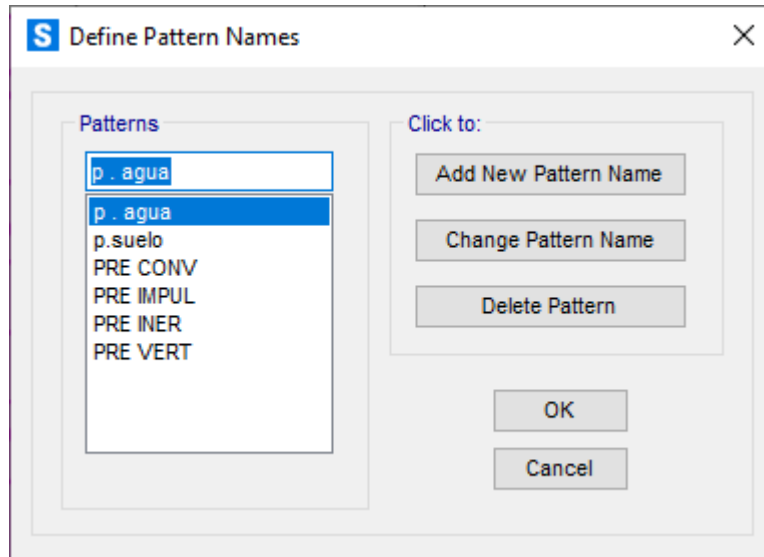 S Define Pattern Names
Patterns
p . agua
p . agua
p.suelo
PRE CONV
PRE IMPUL
PRE INER
PRE VERT
Click to:
Add New Pattern Name
Change Pattern Name
Delete Pattern
OK
Cancel